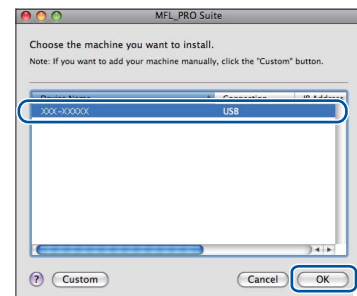 MFL_PRO Suite
Choose the machine you want to install.
Note: If you want to add your machine manually, click the "Custom" button.
Device Name Connection IP Address
XXX-XXXXX USB
? Custom Cancel OK